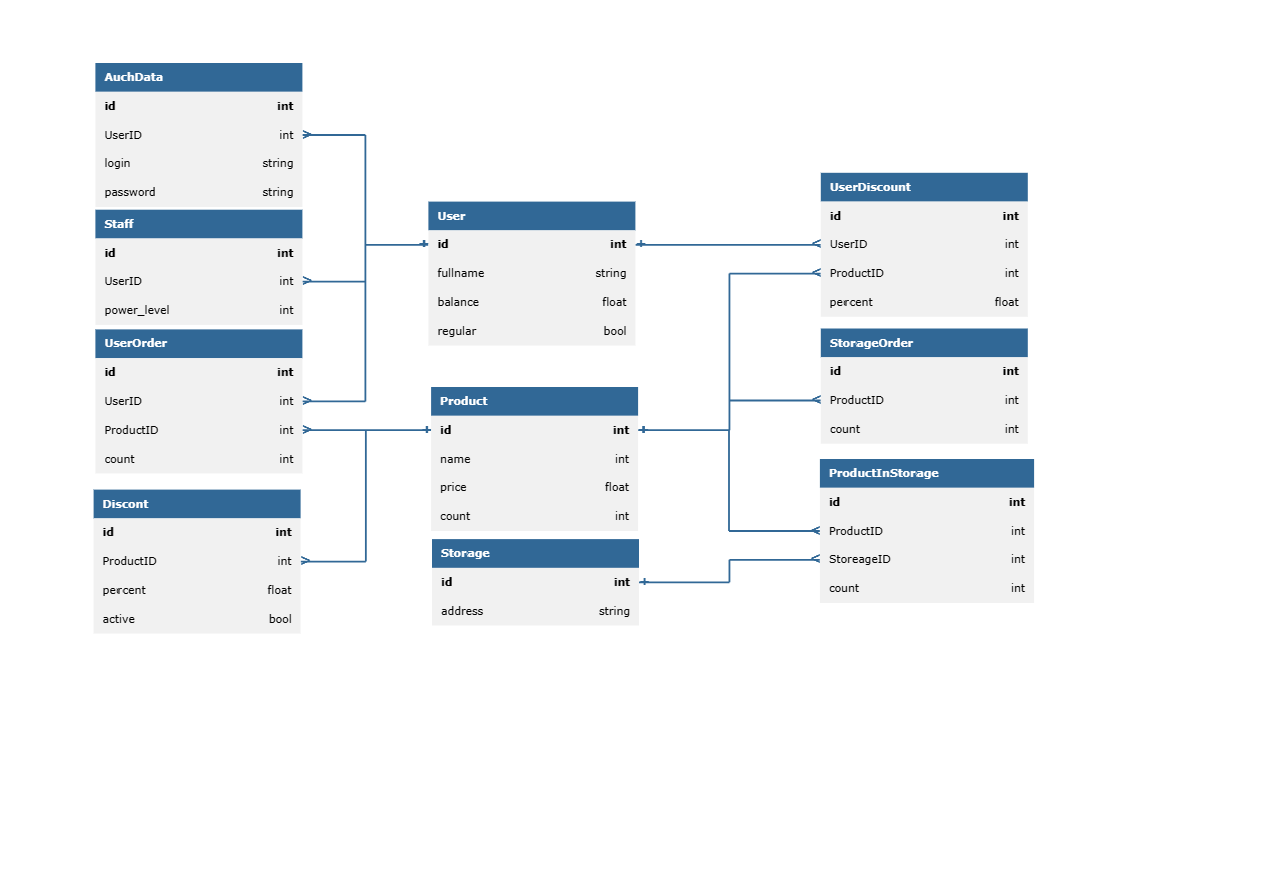 AuchData
id int
UserID int
login string
password string
Staff
id int
UserID int
power_level int
UserOrder
id int
UserID int
ProductID int
count int
Discont
id int
ProductID int
percent float
active bool
User
id int
fullname string
balance float
regular bool
Product
id int
name int
price float
count int
Storage
id int
address string
UserDiscount
id int
UserID int
ProductID int
percent float
StorageOrder
id int
ProductID int
count int
ProductInStorage
id int
ProductID int
StoreageID int
count int